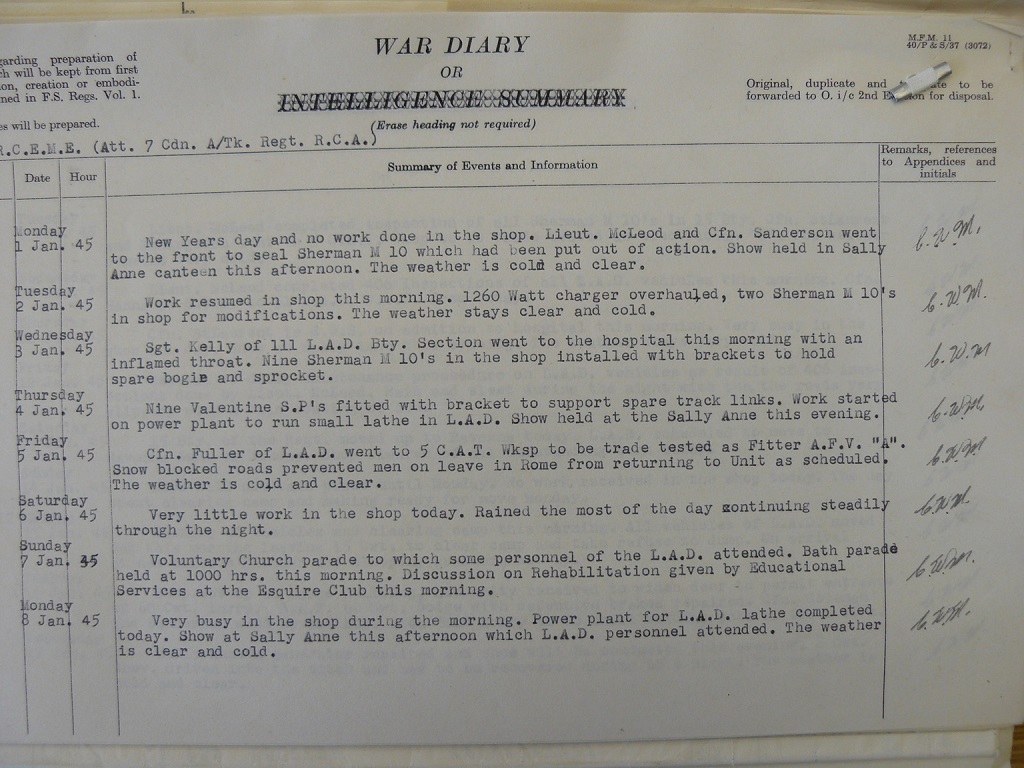 WAR DIARY
OR
INTELLIGENCE SUMMARY
(Erase heading not required)
M.F.M. 11
40/P & S/37 (3072)
Original, duplicate and to be
forwarded to O. i/c 2nd for disposal.
garding preparation of
ch will be kept from first
ion, creation or embodi-
ned in F.S. Regs. Vol. 1.
es will be prepared.
R.C.E.M.E. (Att. 7 Cdn. A/Tk. Regt. R.C.A.)
Date Hour Summary of Events and Information Remarks, references
to Appendices and
initials
Monday
1 Jan. 45 New Years day and no work done in the shop. Lieut. McLeod and Cfn. Sanderson went
to the front to seal Sherman M 10 which had been put out of action. Show held in Sally
Anne canteen this afternoon. The weather is cold and clear.
C.W.M.
Tuesday
2 Jan. 45 Work resumed in shop this morning. 1260 Watt charger overhauled, two Sherman M 10's
in shop for modifications. The weather stays clear and cold.
C.W.M.
Wednesday
3 Jan. 45 Sgt. Kelly of 111 L.A.D. Bty. Section went to the hospital this morning with an
inflamed throat. Nine Sherman M 10's in the shop installed with brackets to hold
spare bogie and sprocket.
C.W.M
Thursday
4 Jan. 45 Nine Valentine S.P's fitted with bracket to support spare track links. Work started
on power plant to run small lathe in L.A.D. Show held at the Sally Anne this evening.
C.W.M.
Friday
5 Jan. 45 Cfn. Fuller of L.A.D. went to 5 C.A.T. Wksp to be trade tested as Fitter A.F.V. "A".
Snow blocked roads prevented men on leave in Rome from returning to Unit as scheduled.
The weather is cold and clear.
C.W.M
Saturday
6 Jan. 45 Very little work in the shop today. Rained the most of the day continuing steadily
through the night.
C.W.M.
Sunday
7 Jan. 45 Voluntary Church parade to which some personnel of the L.A.D. attended. Bath parade
held at 1000 hrs. this morning. Discussion on Rehabilitation given by Educational
Services at the Esquire Club this morning.
C.W.M.
Monday
8 Jan. 45 Very busy in the shop during the morning. Power plant for L.A.D. lathe completed
today. Show at Sally Anne this afternoon which L.A.D. personnel attended. The weather
is clear and cold.
C.W.M.